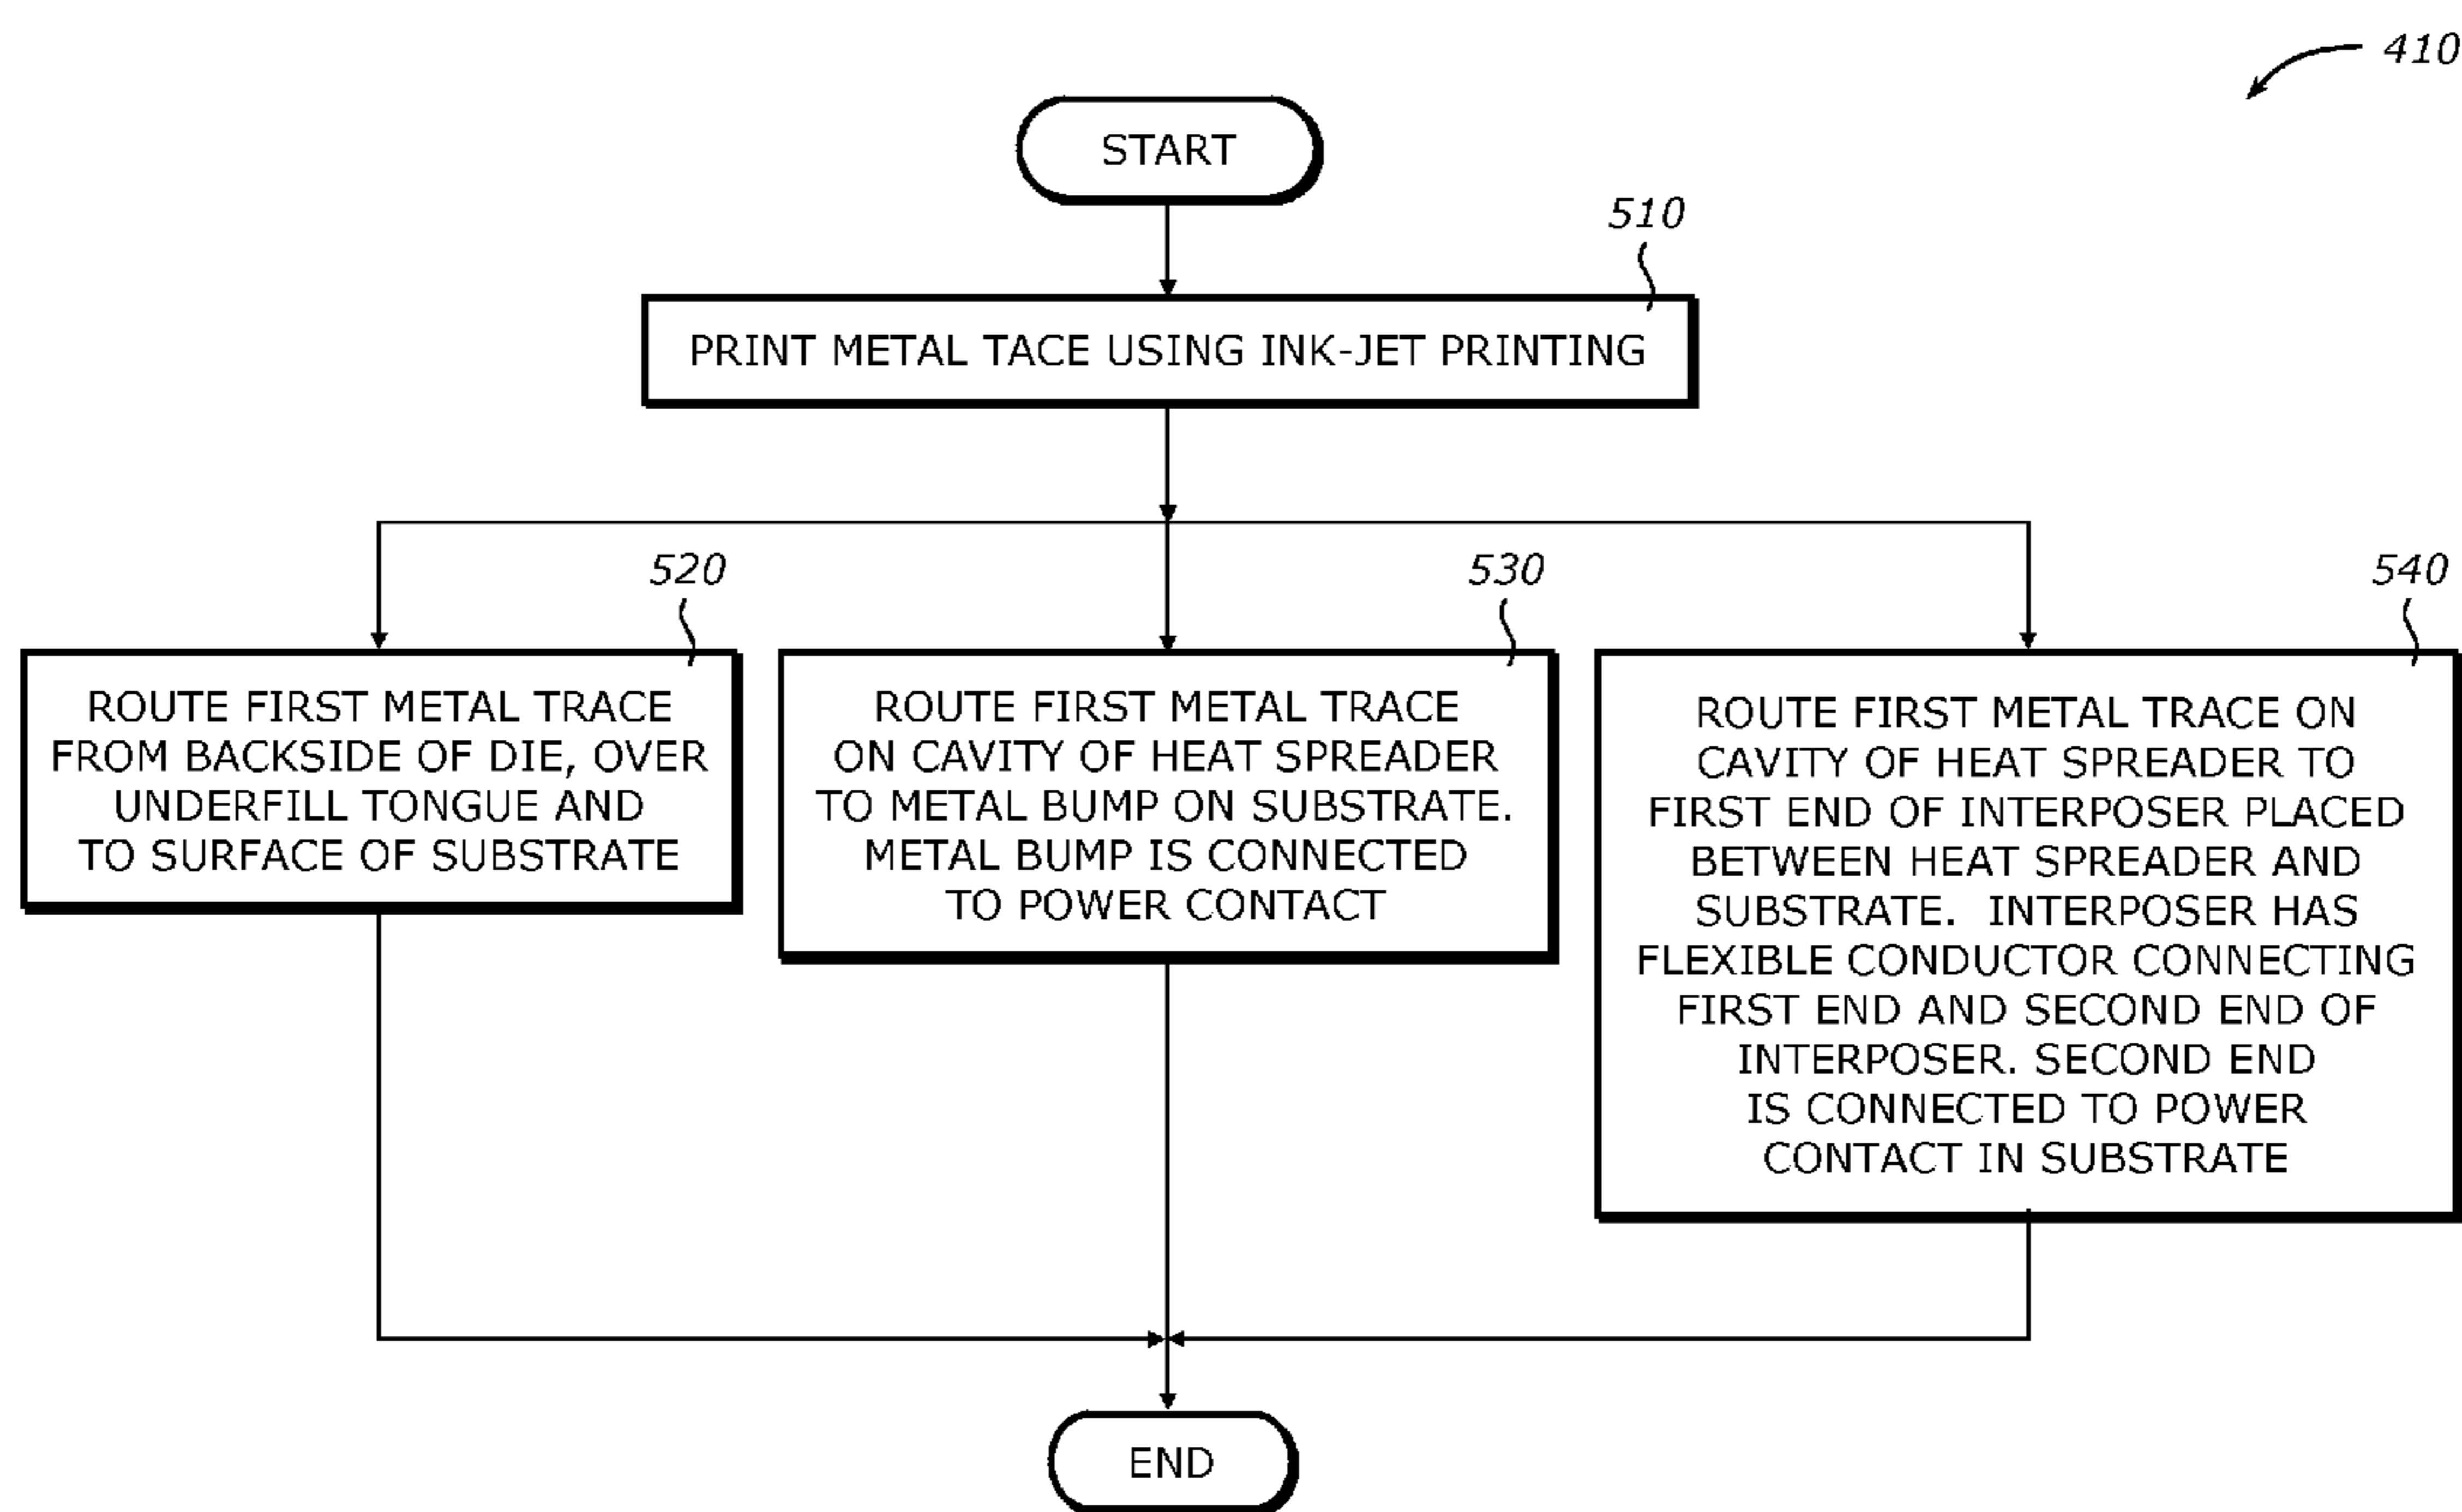 410
START
510
PRINT METAL TACE USING INK-JET PRINTING
520
ROUTE FIRST METAL TRACE
FROM BACKSIDE OF DIE, OVER
UNDERFILL TONGUE AND
TO SURFACE OF SUBSTRATE
530
ROUTE FIRST METAL TRACE
ON CAVITY OF HEAT SPREADER
TO METAL BUMP ON SUBSTRATE.
METAL BUMP IS CONNECTED
TO POWER CONTACT
540
ROUTE FIRST METAL TRACE ON
CAVITY OF HEAT SPREADER TO
FIRST END OF INTERPOSER PLACED
BETWEEN HEAT SPREADER AND
SUBSTRATE. INTERPOSER HAS
FLEXIBLE CONDUCTOR CONNECTING
FIRST END AND SECOND END OF
INTERPOSER. SECOND END
IS CONNECTED TO POWER
CONTACT IN SUBSTRATE
END